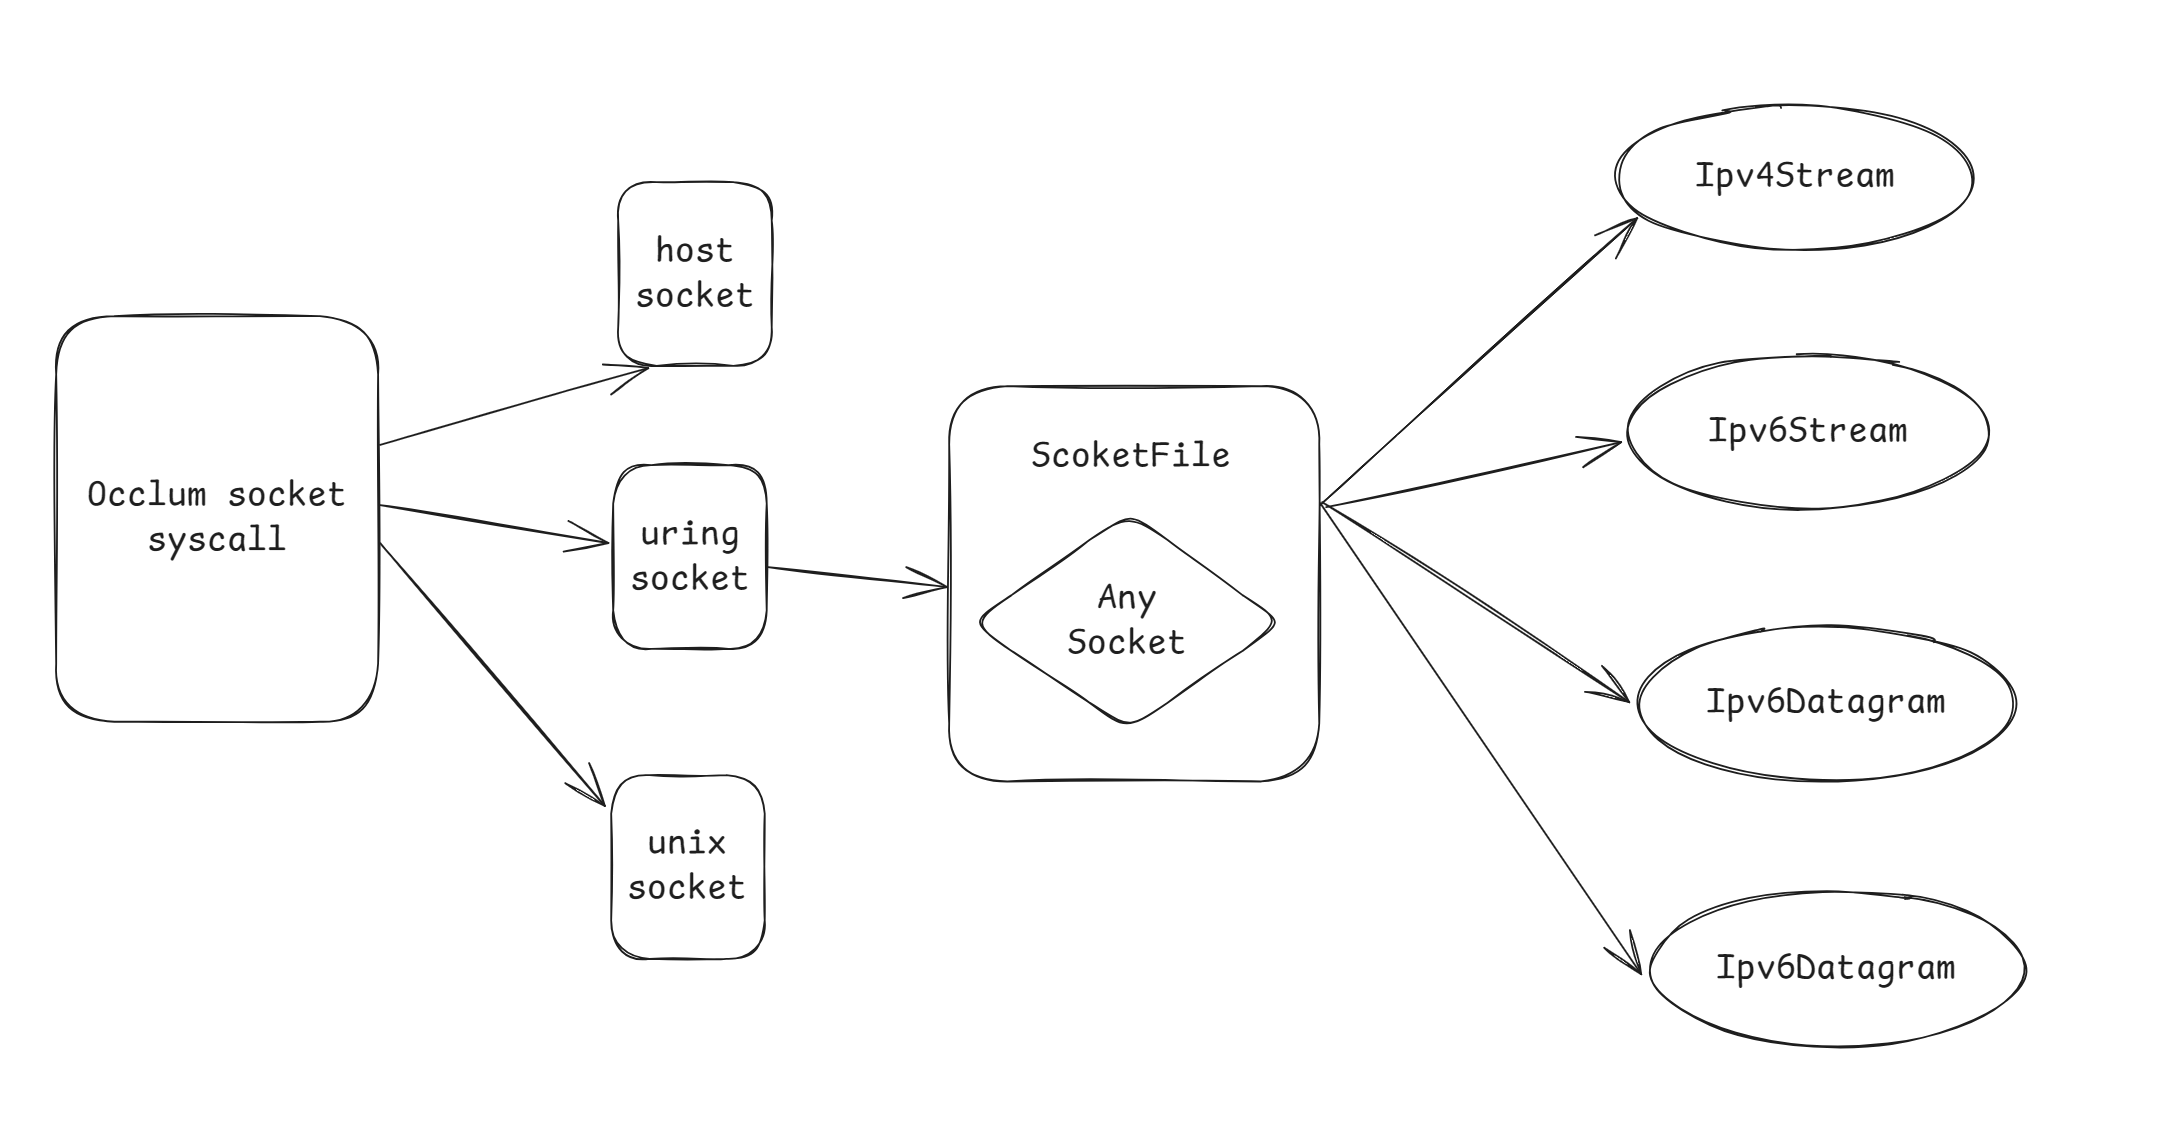 Occlum socket
syscall
host
socket
uring
socket
unix
socket
ScoketFile
Any
Socket
Ipv4Stream
Ipv6Stream
Ipv6Datagram
Ipv6Datagram